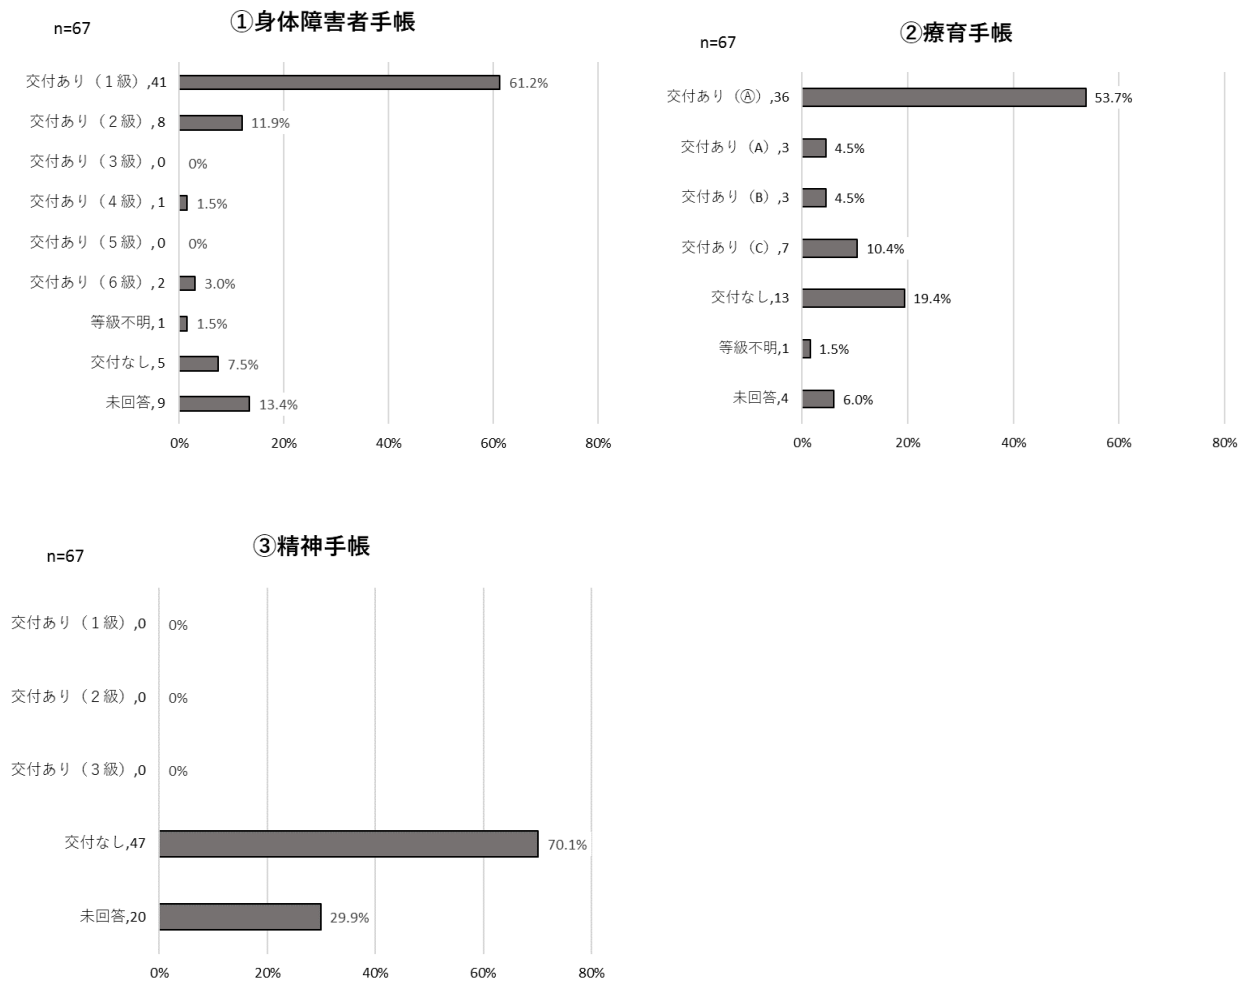 n=67
①身体障害者手帳
交付あり（１級）,41
61.2%
交付あり（２級）, 8
11.9%
交付あり（３級）, 0
0%
交付あり（４級）, 1
1.5%
交付あり（５級）, 0
0%
交付あり（６級）, 2
3.0%
等級不明, 1
1.5%
交付なし, 5
7.5%
未回答, 9
13.4%
0% 20% 40% 60% 80%
n=67
②療育手帳
交付あり（Ⓐ）,36
53.7%
交付あり（A）,3
4.5%
交付あり（B）,3
4.5%
交付あり（C）,7
10.4%
交付なし,13
19.4%
等級不明,1
1.5%
未回答,4
6.0%
0% 20% 40% 60% 80%
n=67
③精神手帳
交付あり（１級）,0
0%
交付あり（２級）,0
0%
交付あり（３級）,0
0%
交付なし,47
70.1%
未回答,20
29.9%
0% 20% 40% 60% 80%